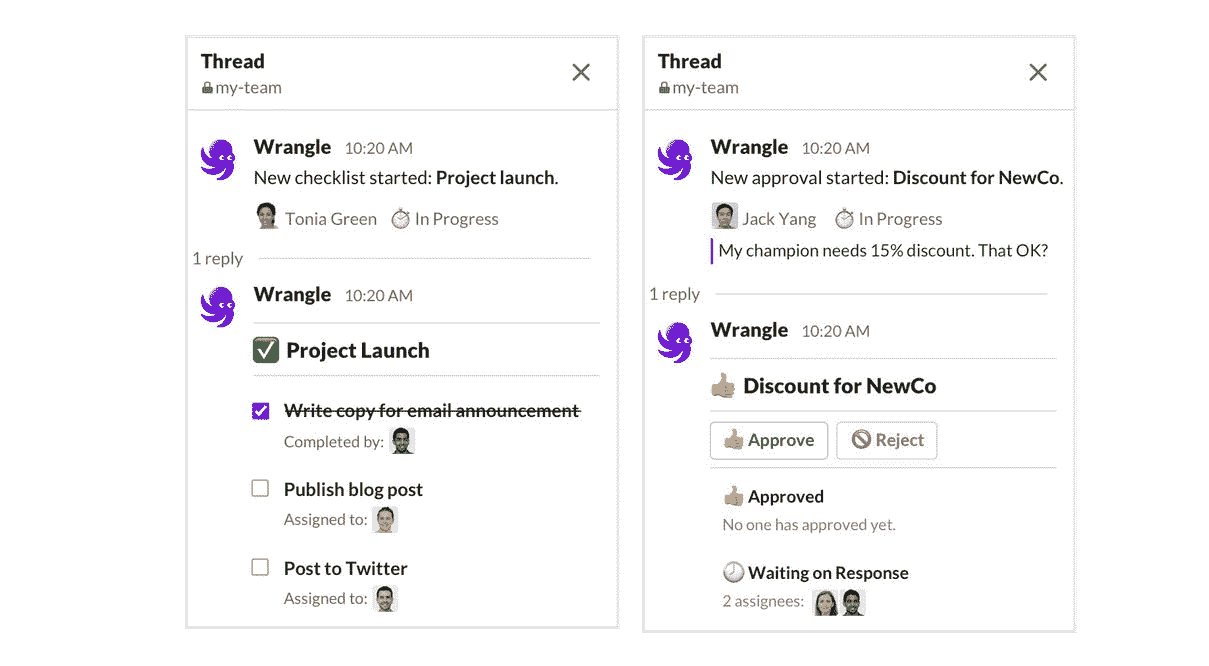 Thread
my-team
Wrangle 10:20 AM
New checklist started: Project launch.
Tonia Green In Progress
1 reply
Wrangle 10:20 AM
Project Launch
Write copy for email announcement
Completed by:
Publish blog post
Assigned to:
Post to Twitter
Assigned to:
Thread
my-team
Wrangle 10:20 AM
New approval started: Discount for NewCo.
Jack Yang In Progress
My champion needs 15% discount. That OK?
1 reply
Wrangle 10:20 AM
Discount for NewCo
Approve Reject
Approved
No one has approved yet.
Waiting on Response
2 assignees: